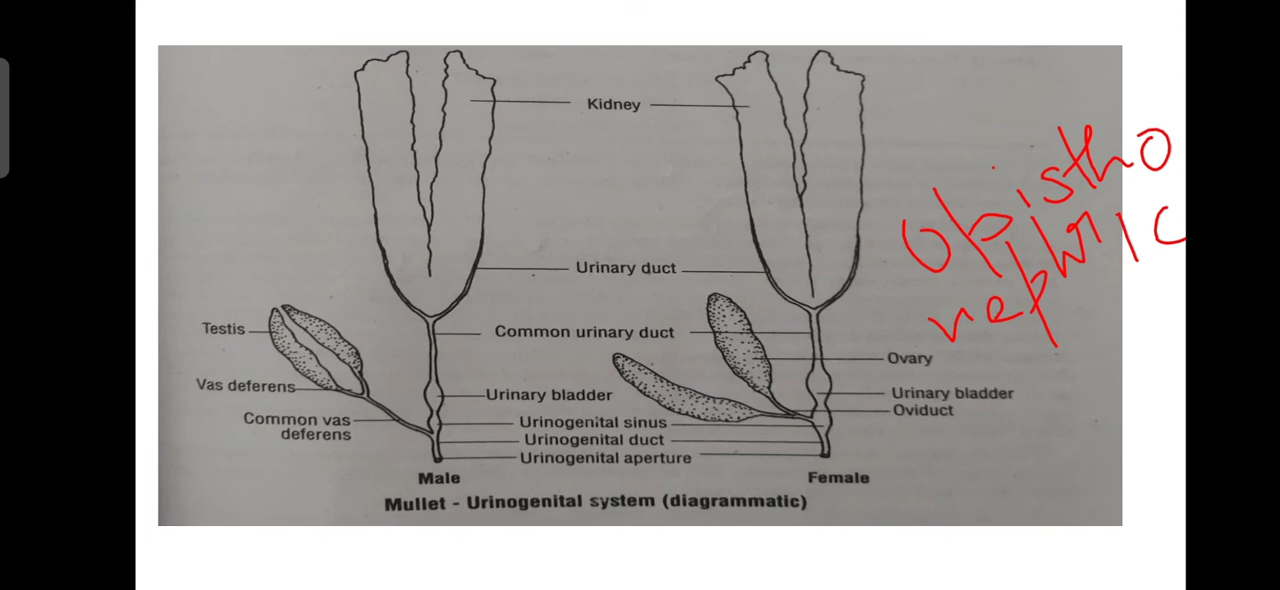 Kidney
Opistho
nephric
Urinary duct
Testis
Common urinary duct
Ovary
Vas deferens
Urinary bladder
Urinary bladder
Common vas
deferens
Oviduct
Urinogenital sinus
Urinogenital duct
Urinogenital aperture
Male
Female
Mullet - Urinogenital system (diagrammatic)